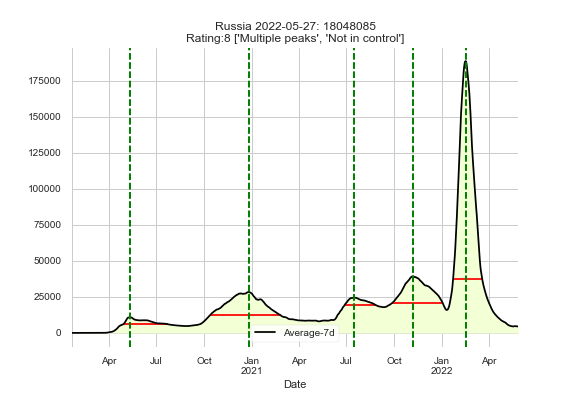 Russia 2022-05-27: 18048085
Rating:8 ['Multiple peaks', 'Not in control']
175000
150000
125000
100000
75000
50000
25000
0
Average-7d
Apr Jul Oct Jan Apr Jul Oct Jan Apr
2021 2022
Date